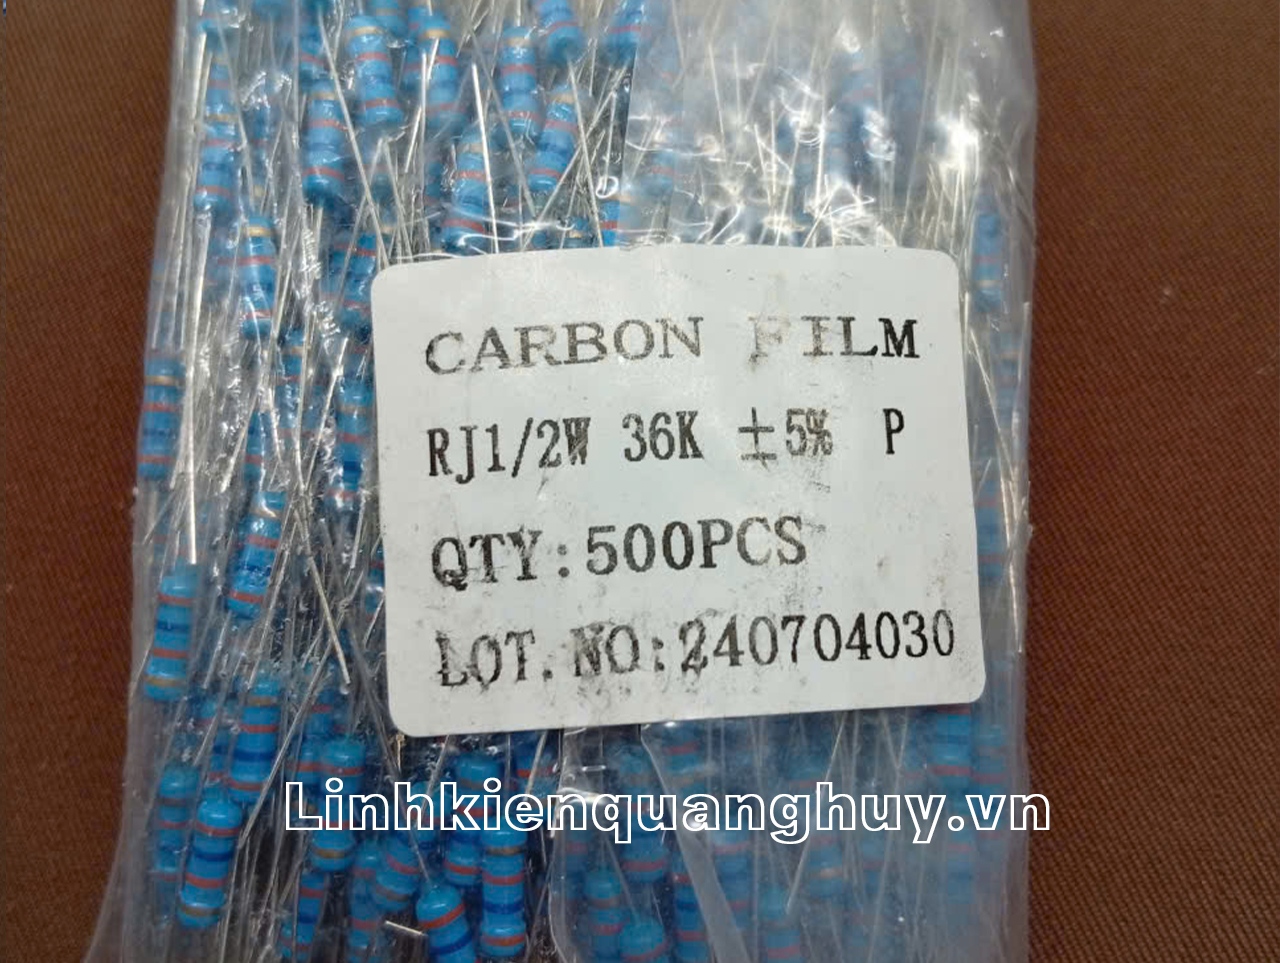 CARBON FILM
RJ1/2W 36K ±5% P
QTY:500PCS
LOT.NO:240704030
Linhkienquanghuy.vn